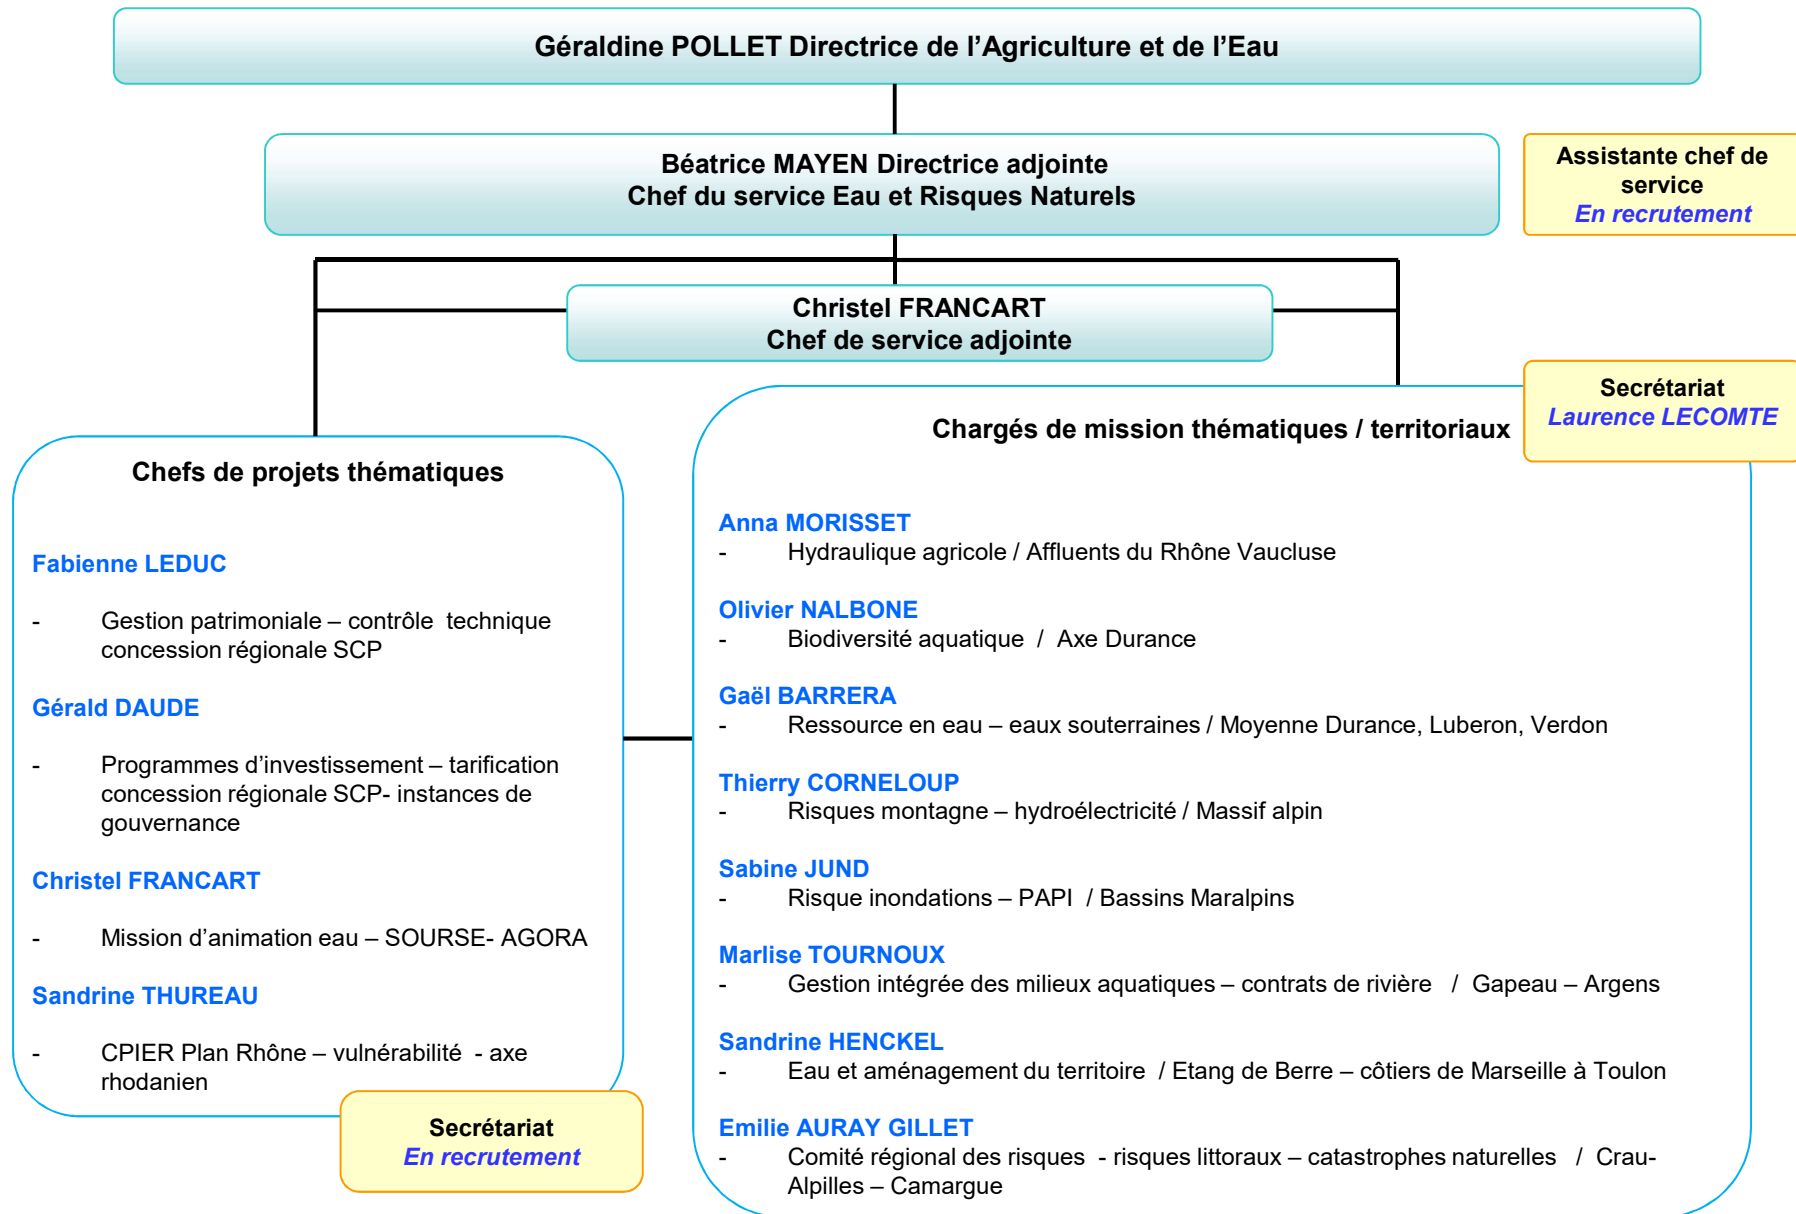 Géraldine POLLET Directrice de l’Agriculture et de l’Eau
Béatrice MAYEN Directrice adjointe
Chef du service Eau et Risques Naturels
Assistante chef de
service
En recrutement
Christel FRANCART
Chef de service adjointe
Secrétariat
Laurence LECOMTE
Chefs de projets thématiques
Fabienne LEDUC
- Gestion patrimoniale – contrôle technique
concession régionale SCP
Gérald DAUDE
- Programmes d’investissement – tarification
concession régionale SCP- instances de
gouvernance
Christel FRANCART
- Mission d’animation eau – SOURSE- AGORA
Sandrine THUREAU
- CPIER Plan Rhône – vulnérabilité - axe
rhodanien
Secrétariat
En recrutement
Chargés de mission thématiques / territoriaux
Anna MORISSET
- Hydraulique agricole / Affluents du Rhône Vaucluse
Olivier NALBONE
- Biodiversité aquatique / Axe Durance
Gaël BARRERA
- Ressource en eau – eaux souterraines / Moyenne Durance, Luberon, Verdon
Thierry CORNELOUP
- Risques montagne – hydroélectricité / Massif alpin
Sabine JUND
- Risque inondations – PAPI / Bassins Maralpins
Marlise TOURNOUX
- Gestion intégrée des milieux aquatiques – contrats de rivière / Gapeau – Argens
Sandrine HENCKEL
- Eau et aménagement du territoire / Etang de Berre – côtiers de Marseille à Toulon
Emilie AURAY GILLET
- Comité régional des risques - risques littoraux – catastrophes naturelles / Crau-
Alpilles – Camargue